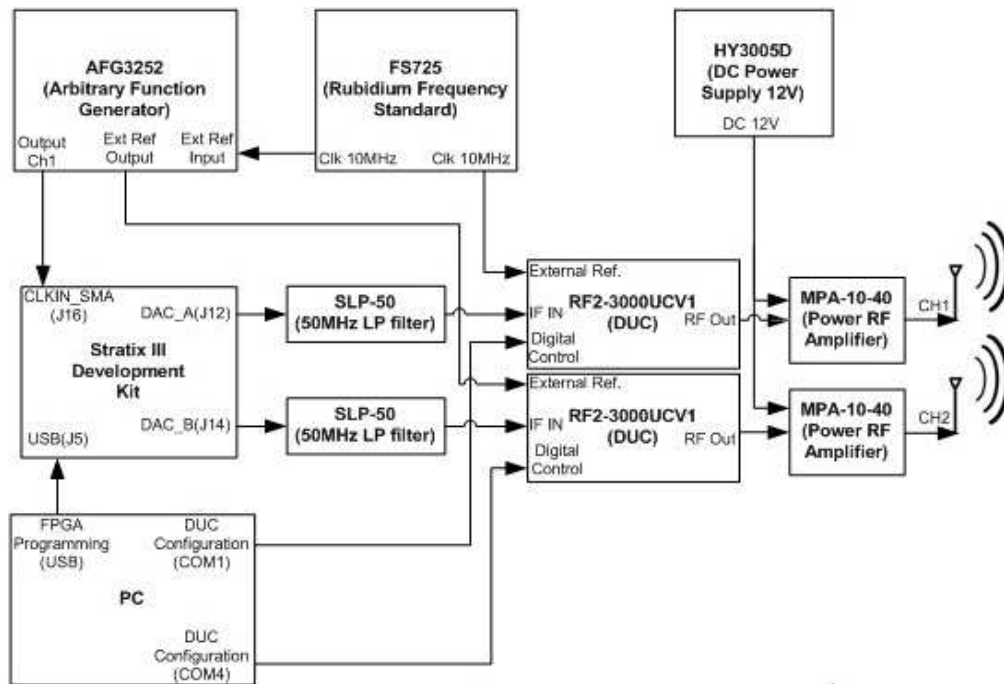 AFG3252
(Arbitrary Function
Generator)
Output
Ch1
Ext Ref
Output
Ext Ref
Input
FS725
(Rubidium Frequency
Standard)
Clk 10MHz
Clk 10MHz
HY3005D
(DC Power
Supply 12V)
DC 12V
CLKIN_SMA
(J16)
DAC_A(J12)
Stratix III
Development
Kit
DAC_B(J14)
USB(J5)
SLP-50
(50MHz LP filter)
SLP-50
(50MHz LP filter)
External Ref.
RF2-3000UCV1
(DUC)
IF IN
RF Out
Digital
Control
External Ref.
RF2-3000UCV1
(DUC)
IF IN
RF Out
Digital
Control
MPA-10-40
(Power RF
Amplifier)
CH1
MPA-10-40
(Power RF
Amplifier)
CH2
FPGA
Programming
(USB)
DUC
Configuration
(COM1)
PC
DUC
Configuration
(COM4)